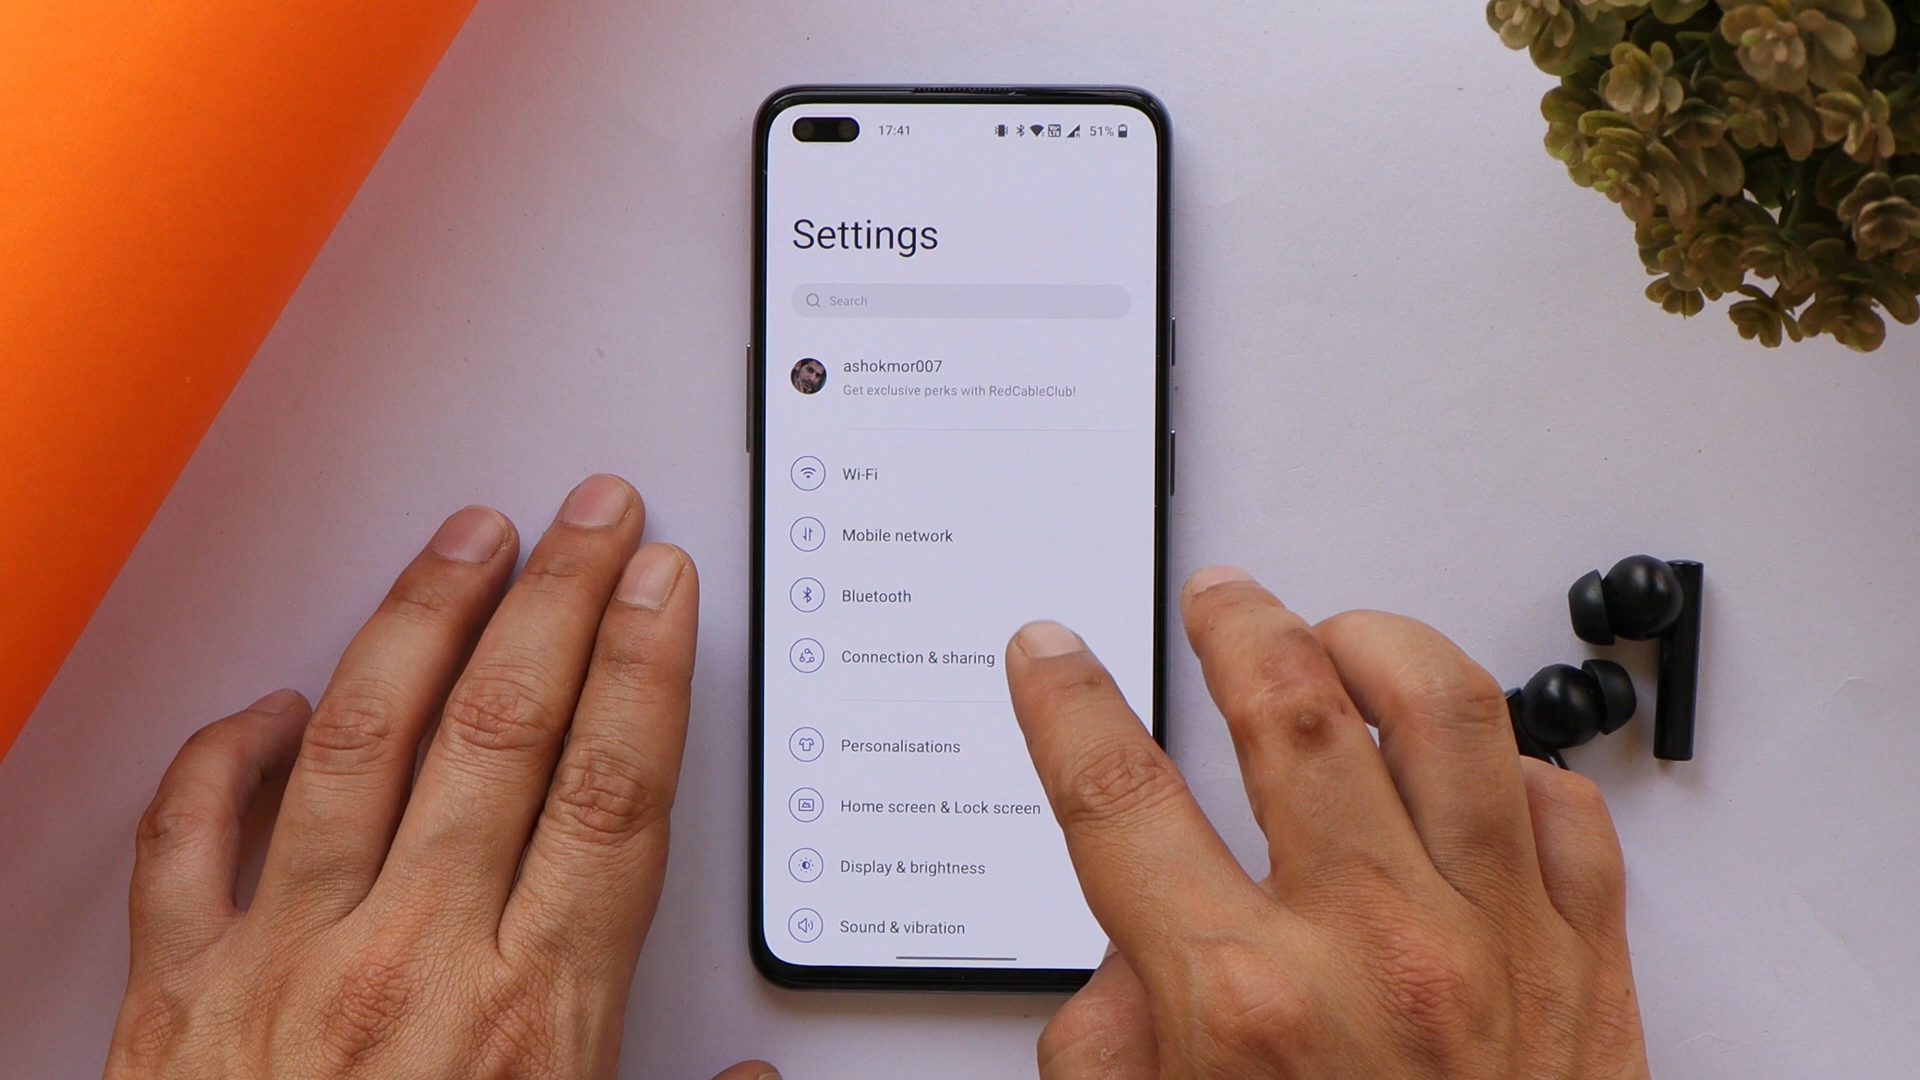 17:41 51%
Settings
Search
ashokmor007
Get exclusive perks with RedCableClub!
Wi-Fi
Mobile network
Bluetooth
Connection & sharing
Personalisations
Home screen & Lock screen
Display & brightness
Sound & vibration